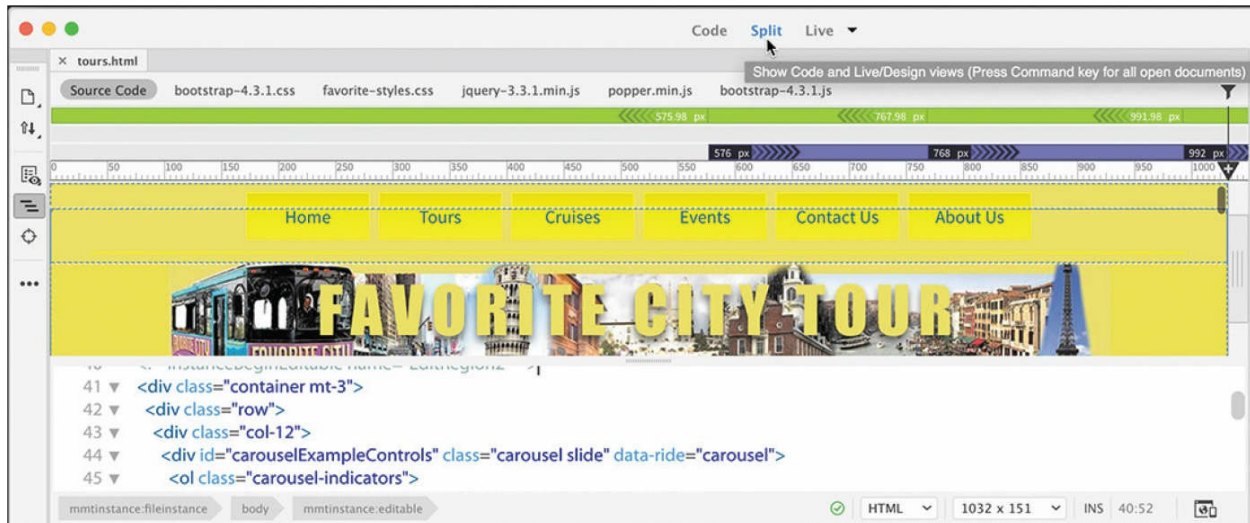 Code Split Live
× tours.html
Show Code and Live/Design views (Press Command key for all open documents)
Source Code bootstrap-4.3.1.css favorite-styles.css jquery-3.3.1.min.js popper.min.js bootstrap-4.3.1.js
575.98 px 767.98 px 991.98 px
576 px 768 px 992 px
0 50 100 150 200 250 300 350 400 450 500 550 600 650 700 750 800 850 900 950 1000
Home Tours Cruises Events Contact Us About Us
FAVORITE CITY TOUR
40 <!-- InstanceBeginEditable name="EditRegion2" -->
41 <div class="container mt-3">
42 <div class="row">
43 <div class="col-12">
44 <div id="carouselExampleControls" class="carousel slide" data-ride="carousel">
45 <ol class="carousel-indicators">
mmtinstance:fileinstance body mmtinstance:editable HTML 1032 x 151 INS 40:52